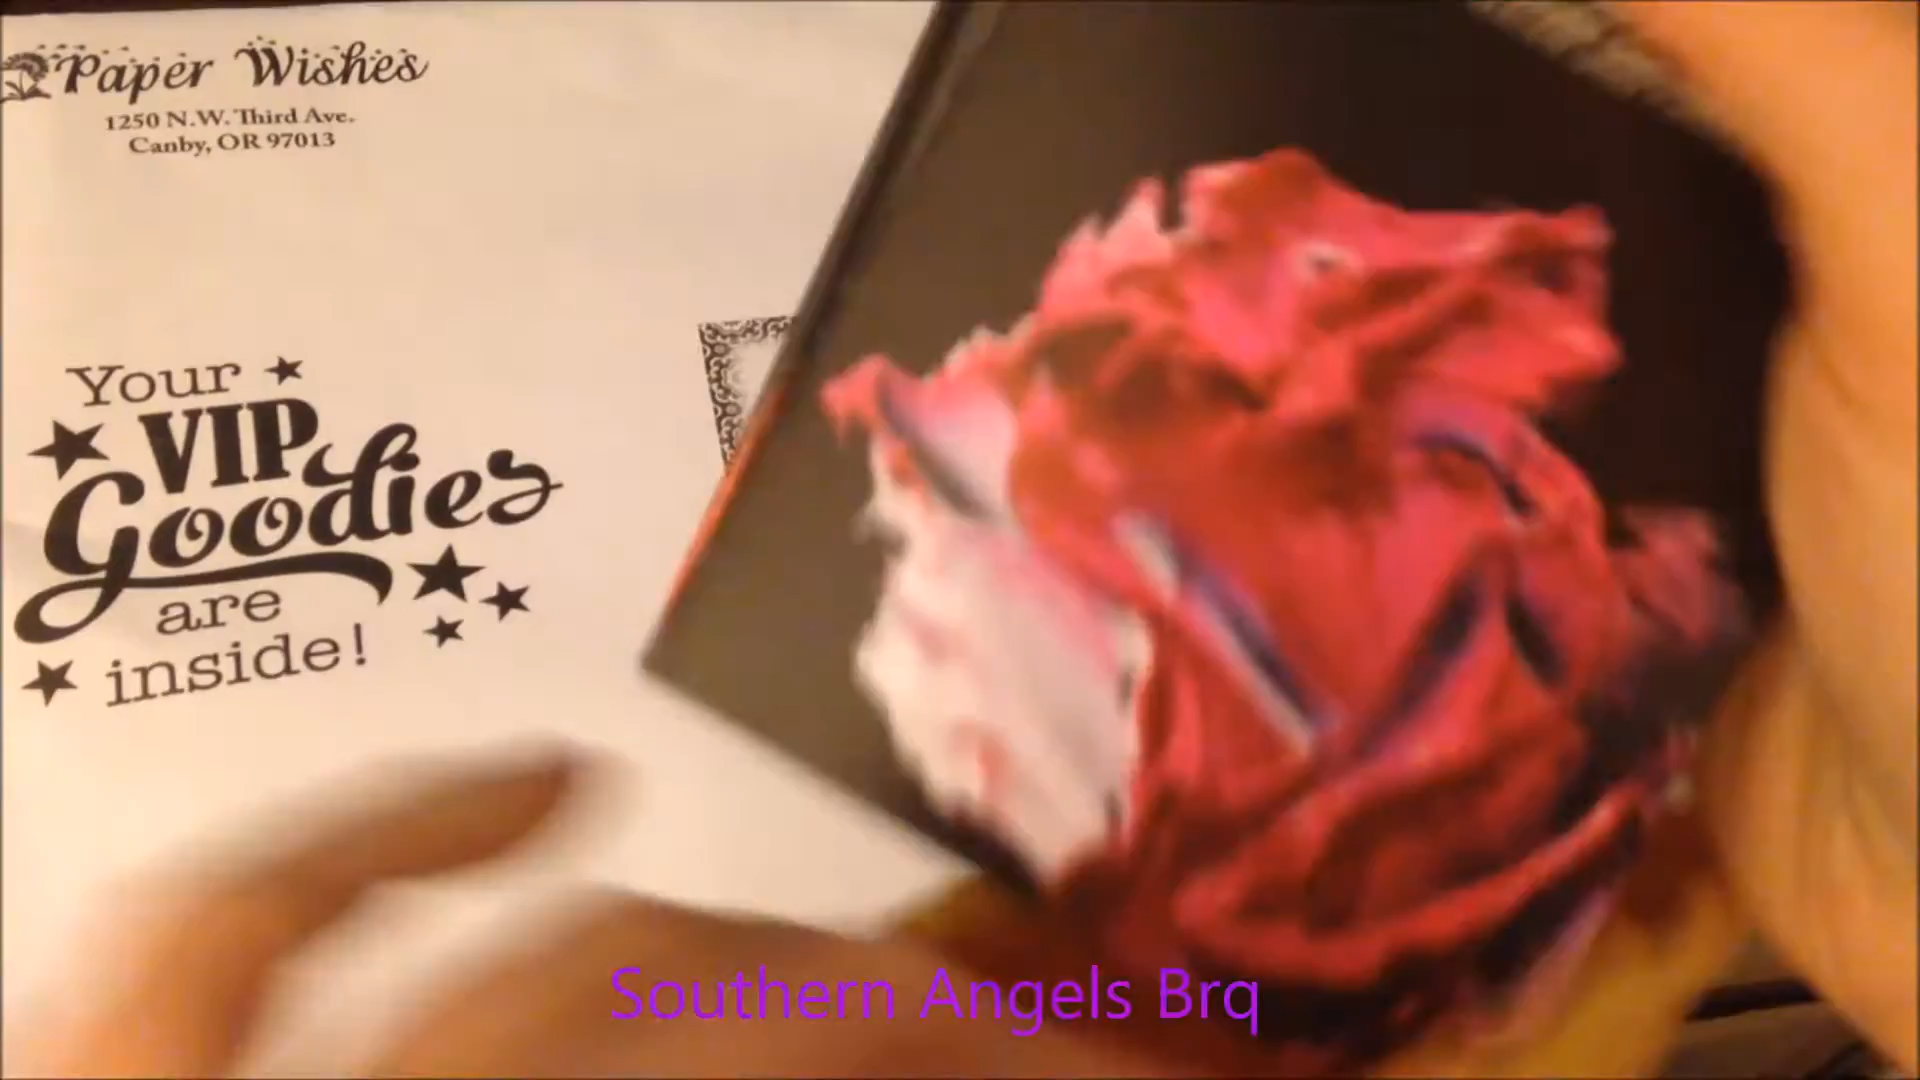 Paper Wishes
1250 N.W. Third Ave.
Canby, OR 97013
Your
VIP
Goodies
are
inside!
Southern Angels Brq